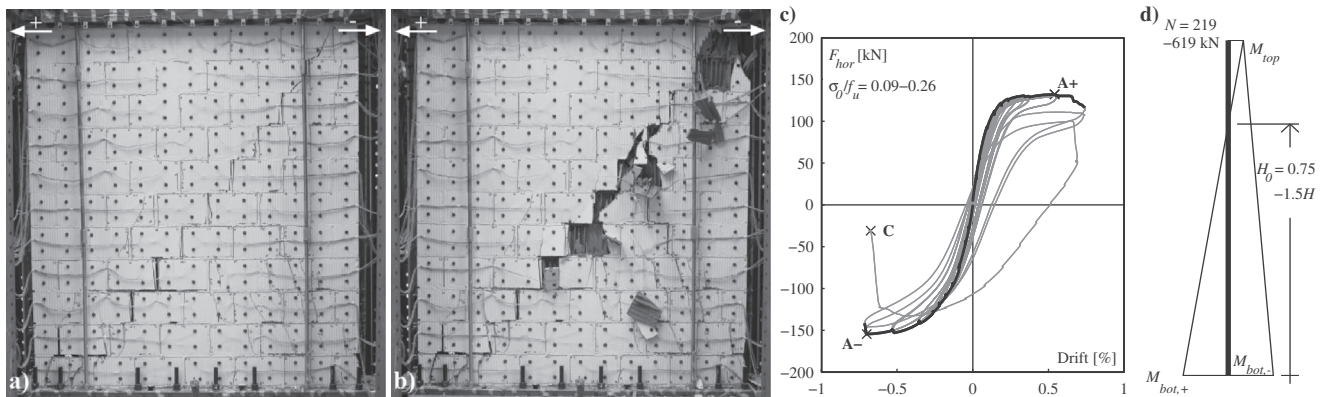 +
−
a)
+
−
b)
c)
F_hor [kN]
σ_0/f_u = 0.09−0.26
200
150
100
50
0
−50
−100
−150
−200
A+
C
A−
Drift [%]
−1
−0.5
0
0.5
1
d)
N = 219
−619 kN
M_top
H_0 = 0.75
−1.5H
M_bot,+
M_bot,-